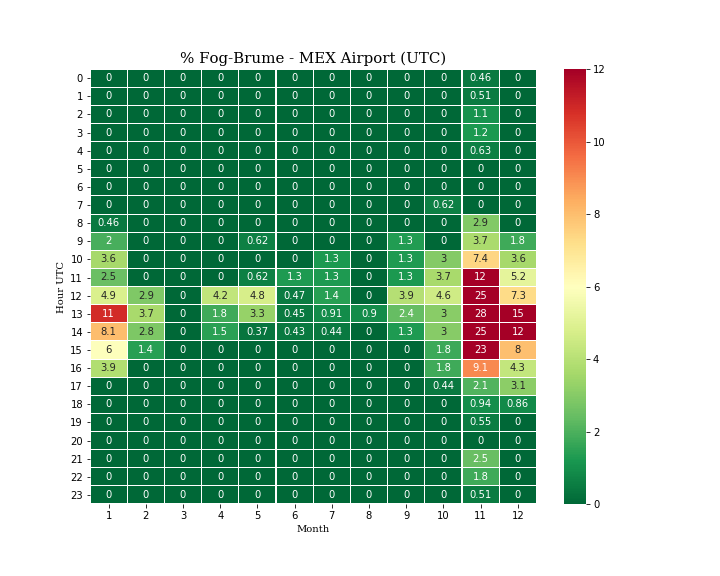 % Fog-Brume - MEX Airport (UTC)
0 0 0 0 0 0 0 0 0 0 0 0.46 0
1 0 0 0 0 0 0 0 0 0 0 0.51 0
2 0 0 0 0 0 0 0 0 0 0 1.1 0
3 0 0 0 0 0 0 0 0 0 0 1.2 0
4 0 0 0 0 0 0 0 0 0 0 0.63 0
5 0 0 0 0 0 0 0 0 0 0 0 0
6 0 0 0 0 0 0 0 0 0 0 0 0
7 0 0 0 0 0 0 0 0 0 0.62 0 0
8 0.46 0 0 0 0 0 0 0 0 0 2.9 0
9 2 0 0 0 0.62 0 0 0 1.3 0 3.7 1.8
10 3.6 0 0 0 0 0 1.3 0 1.3 3 7.4 3.6
11 2.5 0 0 0 0.62 1.3 1.3 0 1.3 3.7 12 5.2
12 4.9 2.9 0 4.2 4.8 0.47 1.4 0 3.9 4.6 25 7.3
13 11 3.7 0 1.8 3.3 0.45 0.91 0.9 2.4 3 28 15
14 8.1 2.8 0 1.5 0.37 0.43 0.44 0 1.3 3 25 12
15 6 1.4 0 0 0 0 0 0 0 1.8 23 8
16 3.9 0 0 0 0 0 0 0 0 1.8 9.1 4.3
17 0 0 0 0 0 0 0 0 0 0.44 2.1 3.1
18 0 0 0 0 0 0 0 0 0 0 0.94 0.86
19 0 0 0 0 0 0 0 0 0 0 0.55 0
20 0 0 0 0 0 0 0 0 0 0 0 0
21 0 0 0 0 0 0 0 0 0 0 2.5 0
22 0 0 0 0 0 0 0 0 0 0 1.8 0
23 0 0 0 0 0 0 0 0 0 0 0.51 0
1 2 3 4 5 6 7 8 9 10 11 12
Month
Hour UTC
12
10
8
6
4
2
0